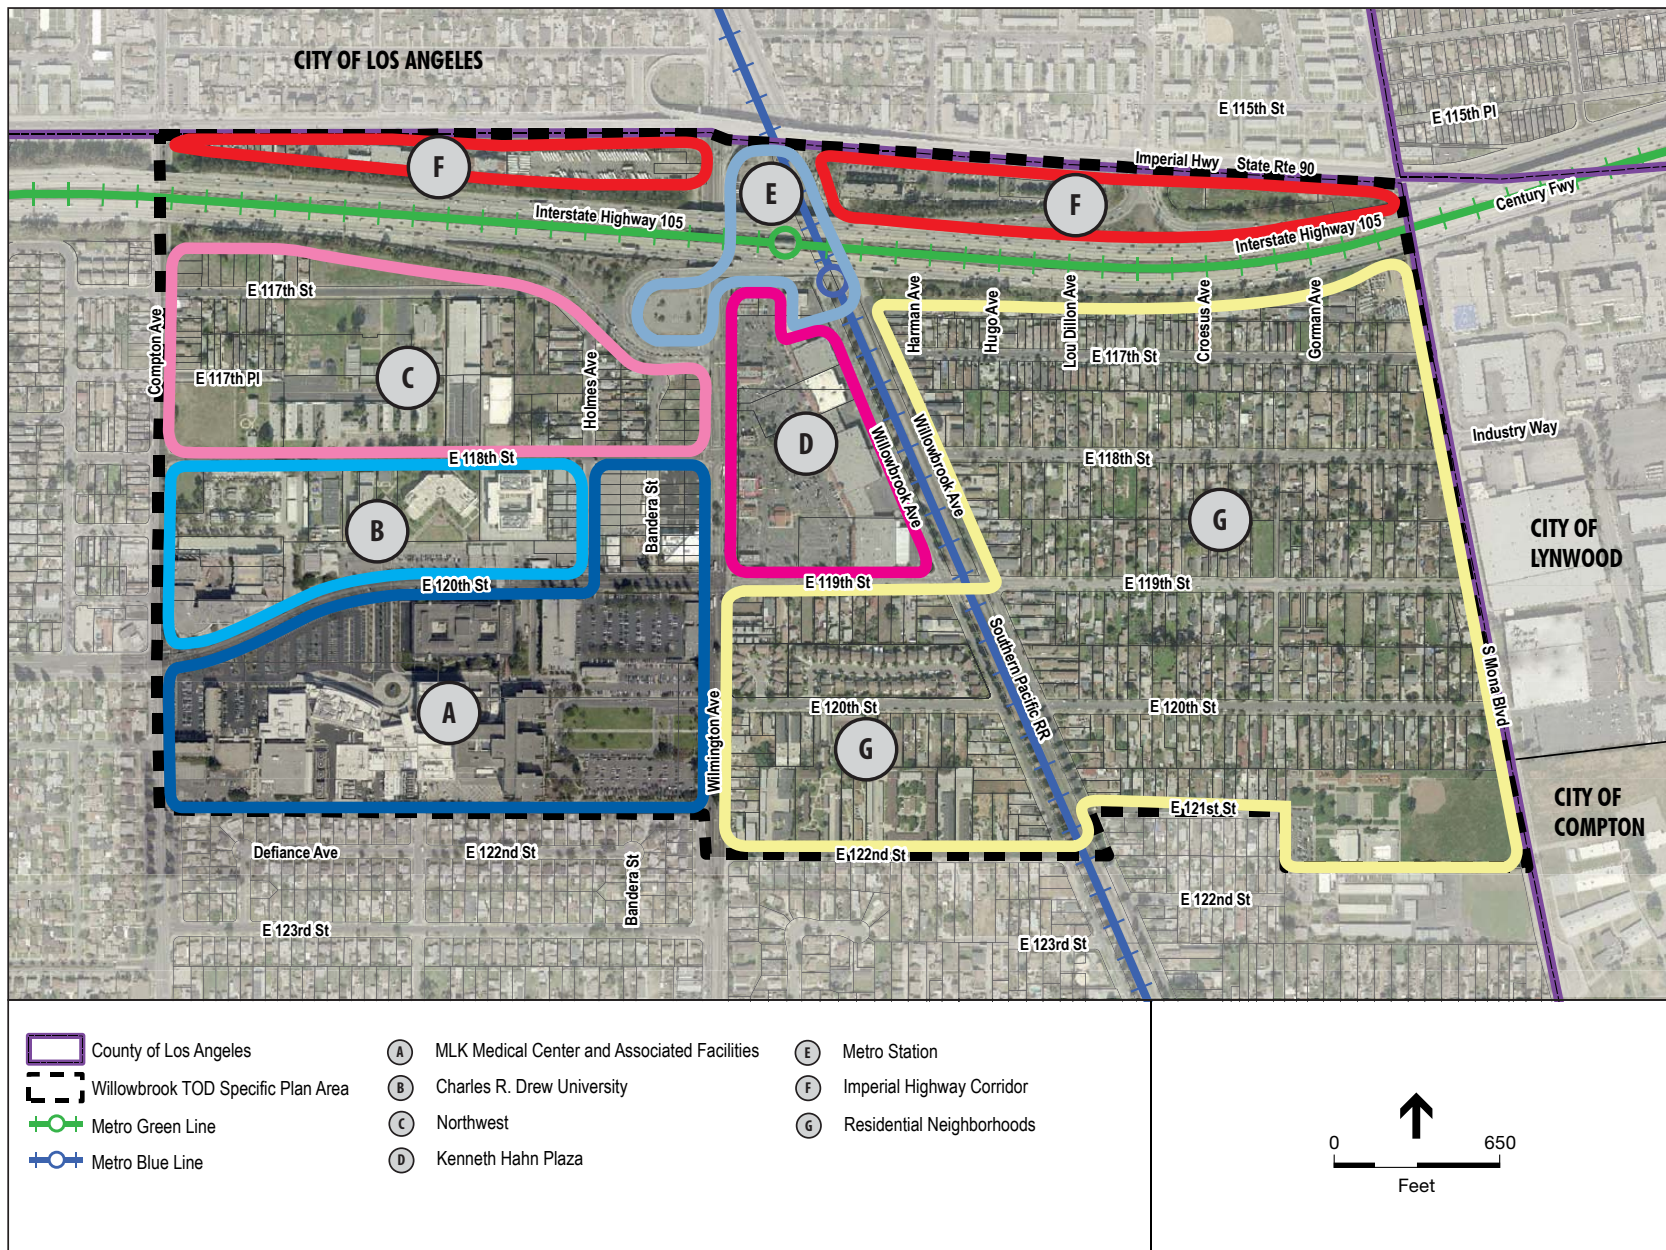 CITY OF LOS ANGELES
E 115th St
E 115th Pl
Imperial Hwy
State Rte 90
F
E
F
Century Fwy
Interstate Highway 105
Interstate Highway 105
E 117th St
Compton Ave
Harman Ave
Hugo Ave
Lou Dillon Ave
Croesus Ave
Gorman Ave
E 117th St
E 117th Pl
C
Holmes Ave
D
Willowbrook Ave
Willowbrook Ave
Industry Way
E 118th St
E 118th St
B
Bandera St
G
CITY OF
LYNWOOD
E 120th St
E 119th St
E 119th St
Southern Pacific RR
S Mona Blvd
A
Wilmington Ave
E 120th St
E 120th St
G
CITY OF
COMPTON
E 121st St
Defiance Ave
E 122nd St
E 122nd St
Bandera St
E 122nd St
E 123rd St
E 123rd St
County of Los Angeles
Willowbrook TOD Specific Plan Area
Metro Green Line
Metro Blue Line
A MLK Medical Center and Associated Facilities
B Charles R. Drew University
C Northwest
D Kenneth Hahn Plaza
E Metro Station
F Imperial Highway Corridor
G Residential Neighborhoods
0 650
Feet